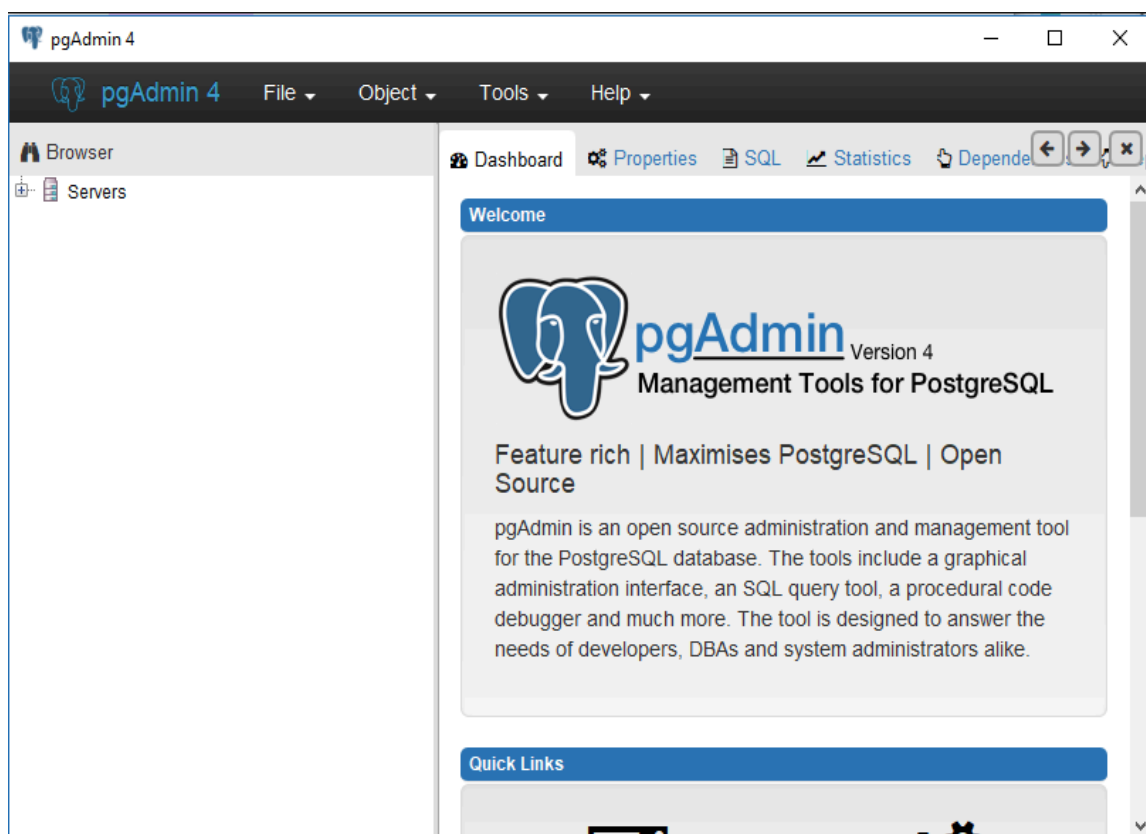 pgAdmin 4
pgAdmin 4 File Object Tools Help
Browser
Servers
Dashboard Properties SQL Statistics
Welcome
pgAdmin Version 4
Management Tools for PostgreSQL
Feature rich | Maximises PostgreSQL | Open
Source
pgAdmin is an open source administration and management tool
for the PostgreSQL database. The tools include a graphical
administration interface, an SQL query tool, a procedural code
debugger and much more. The tool is designed to answer the
needs of developers, DBAs and system administrators alike.
Quick Links